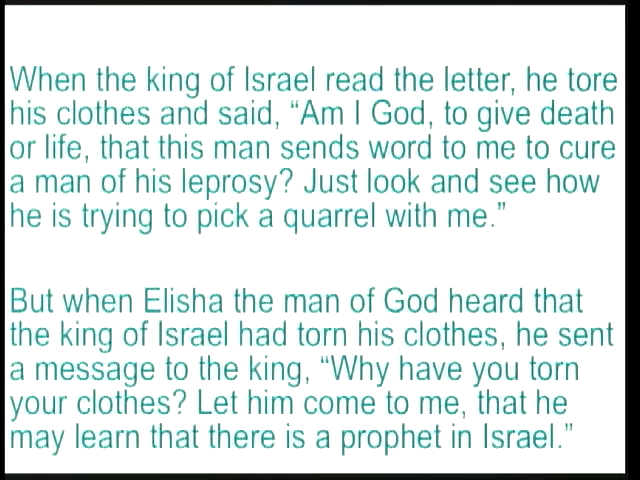 When the king of Israel read the letter, he tore
his clothes and said, “Am I God, to give death
or life, that this man sends word to me to cure
a man of his leprosy? Just look and see how
he is trying to pick a quarrel with me.”
But when Elisha the man of God heard that
the king of Israel had torn his clothes, he sent
a message to the king, “Why have you torn
your clothes? Let him come to me, that he
may learn that there is a prophet in Israel.”